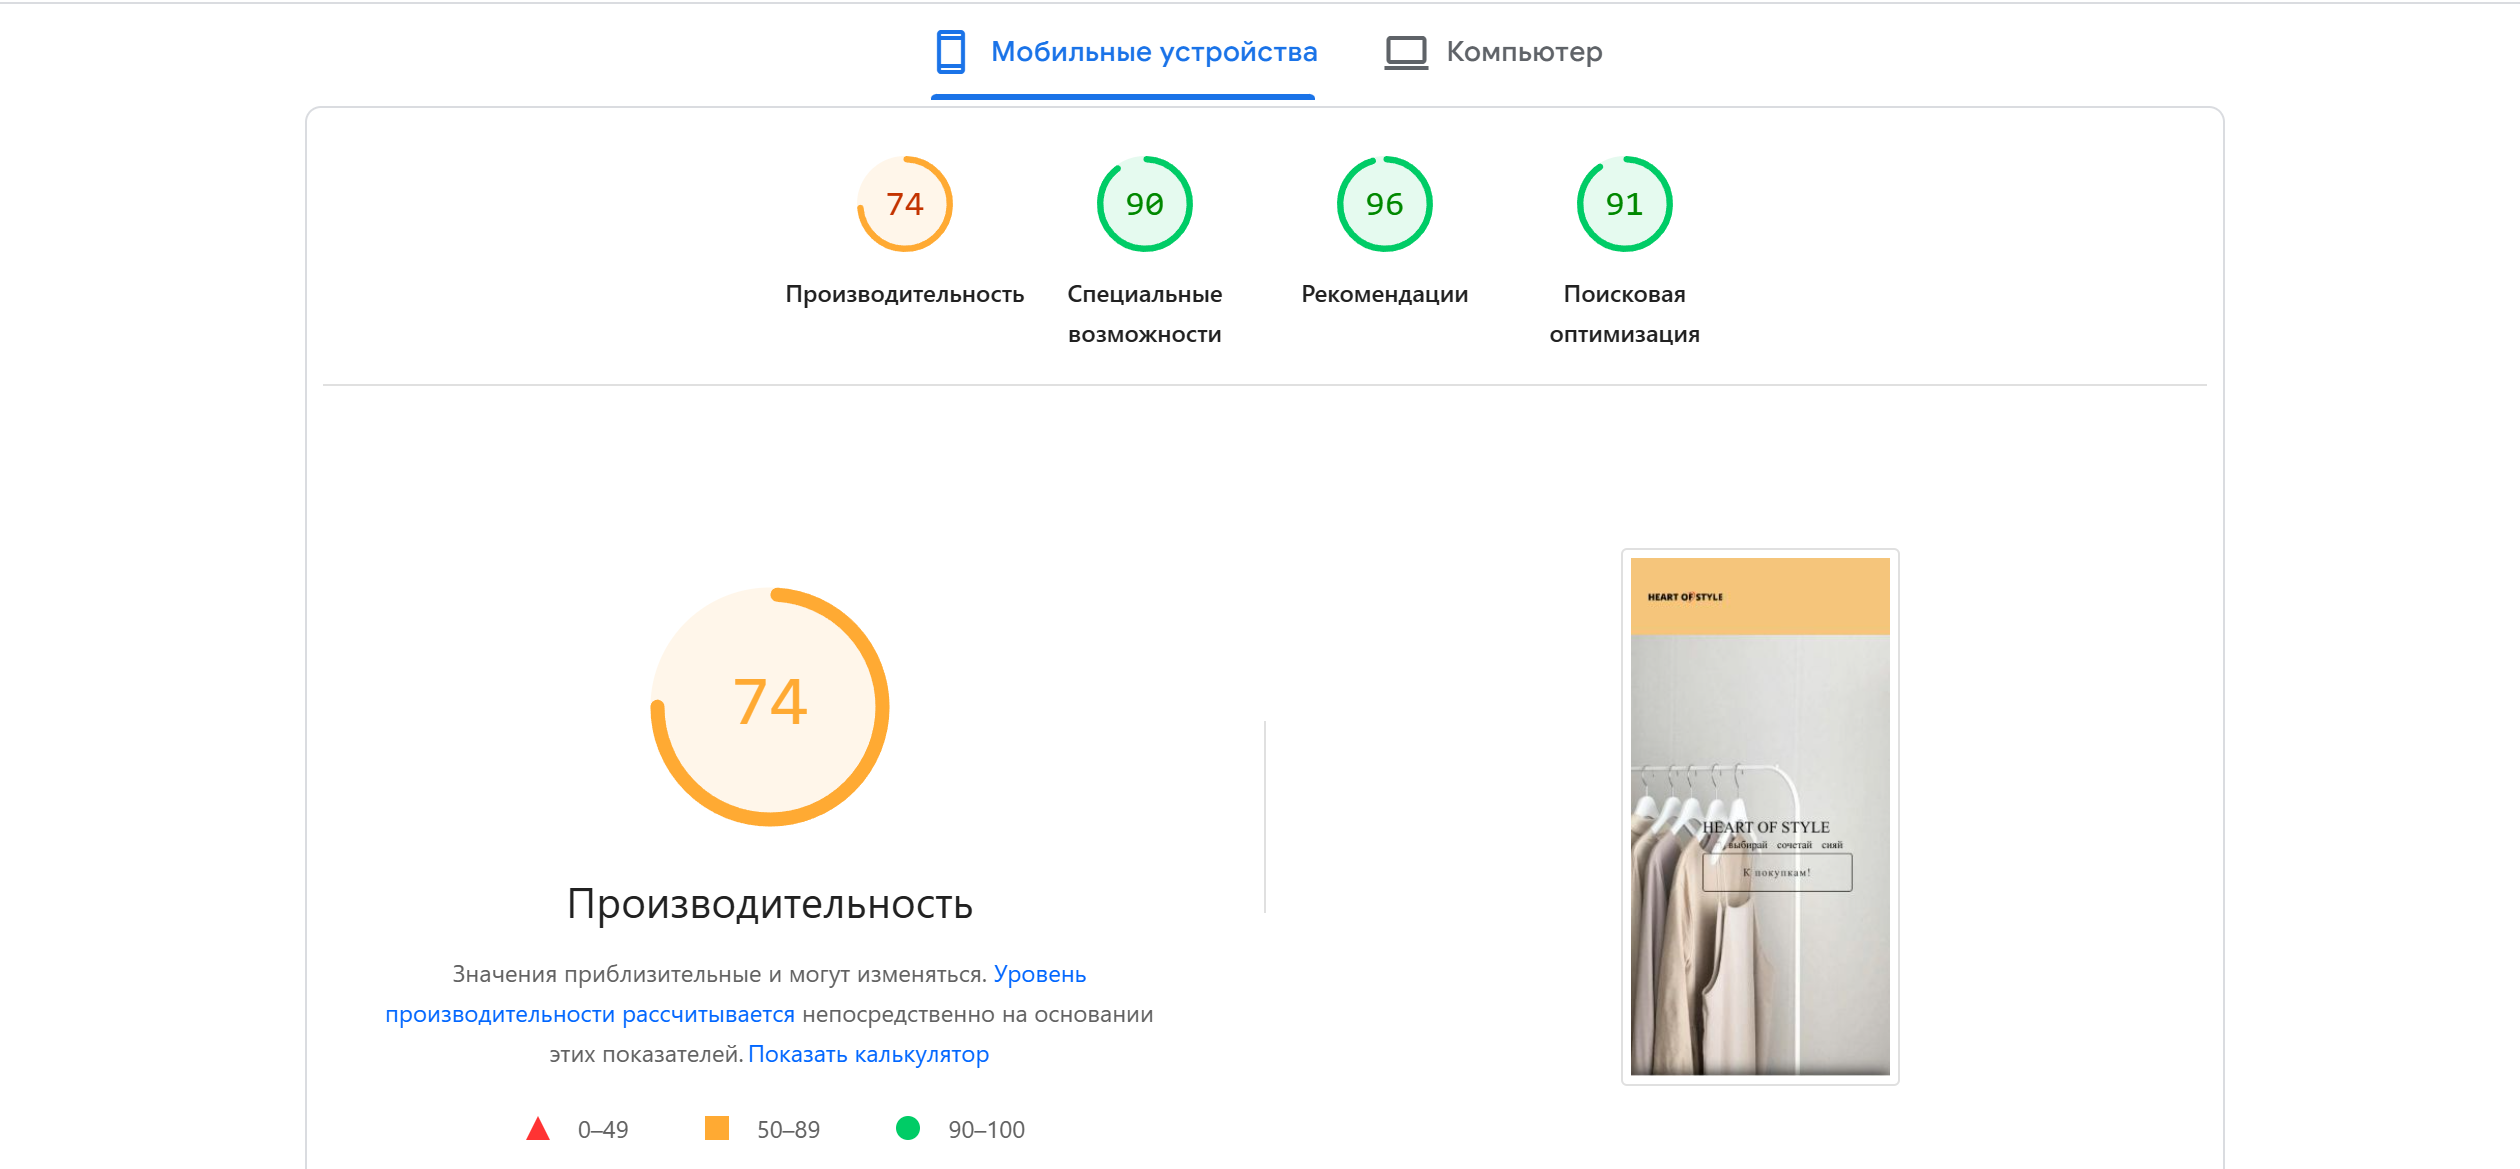 Мобильные устройства
Компьютер
74
90
96
91
Производительность
Специальные
возможности
Рекомендации
Поисковая
оптимизация
74
Производительность
Значения приблизительные и могут изменяться. Уровень
производительности рассчитывается непосредственно на основании
этих показателей. Показать калькулятор
0–49
50–89
90–100
HEART OF STYLE
HEART OF STYLE
выбирай сочетай сияй
К покупкам!